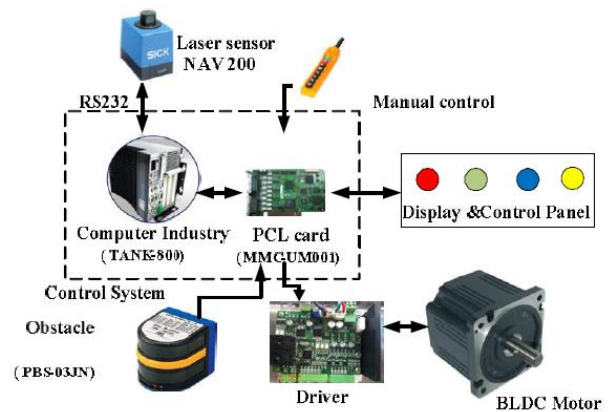 Laser sensor
NAV 200
SICK
RS232
Manual control
Computer Industry
(TANK-800)
PCL card
(MMC-UM001)
Display &Control Panel
Control System
Obstacle
(PBS-03JN)
Driver
BLDC Motor